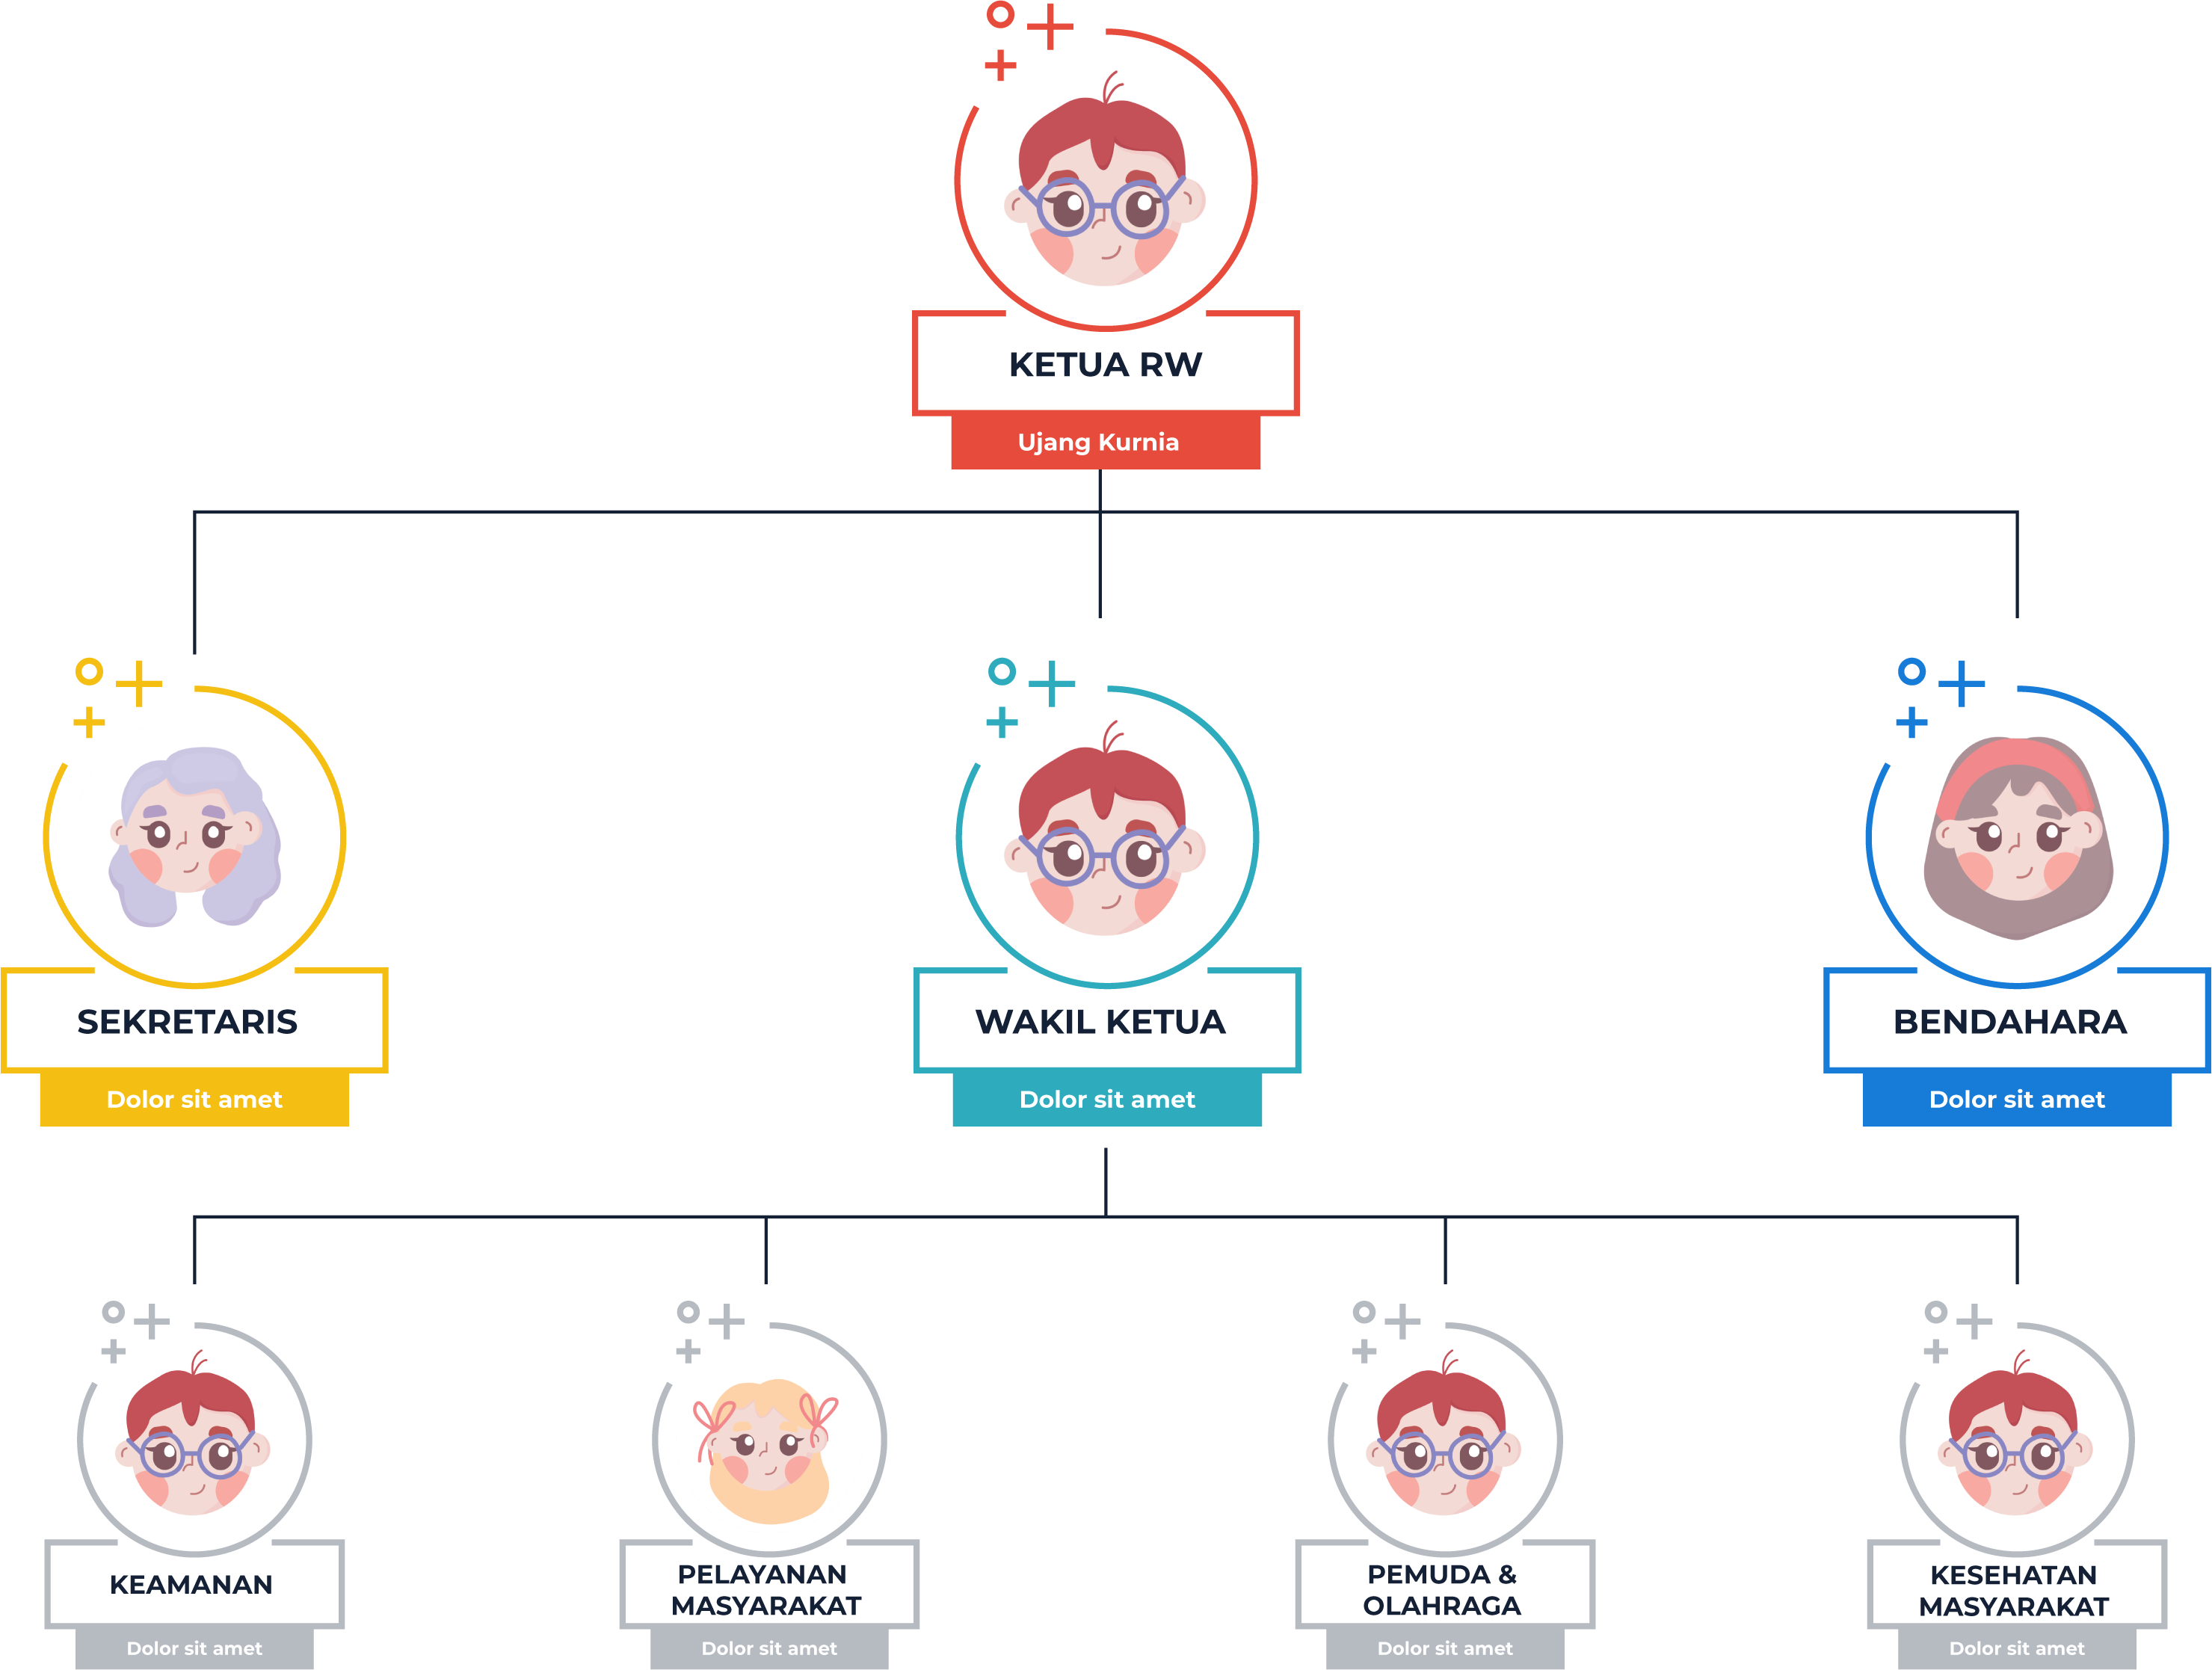 KETUA RW
Ujang Kurnia
SEKRETARIS
Dolor sit amet
WAKIL KETUA
Dolor sit amet
BENDAHARA
Dolor sit amet
KEAMANAN
Dolor sit amet
PELAYANAN
MASYARAKAT
Dolor sit amet
PEMUDA &
OLAHRAGA
Dolor sit amet
KESEHATAN
MASYARAKAT
Dolor sit amet